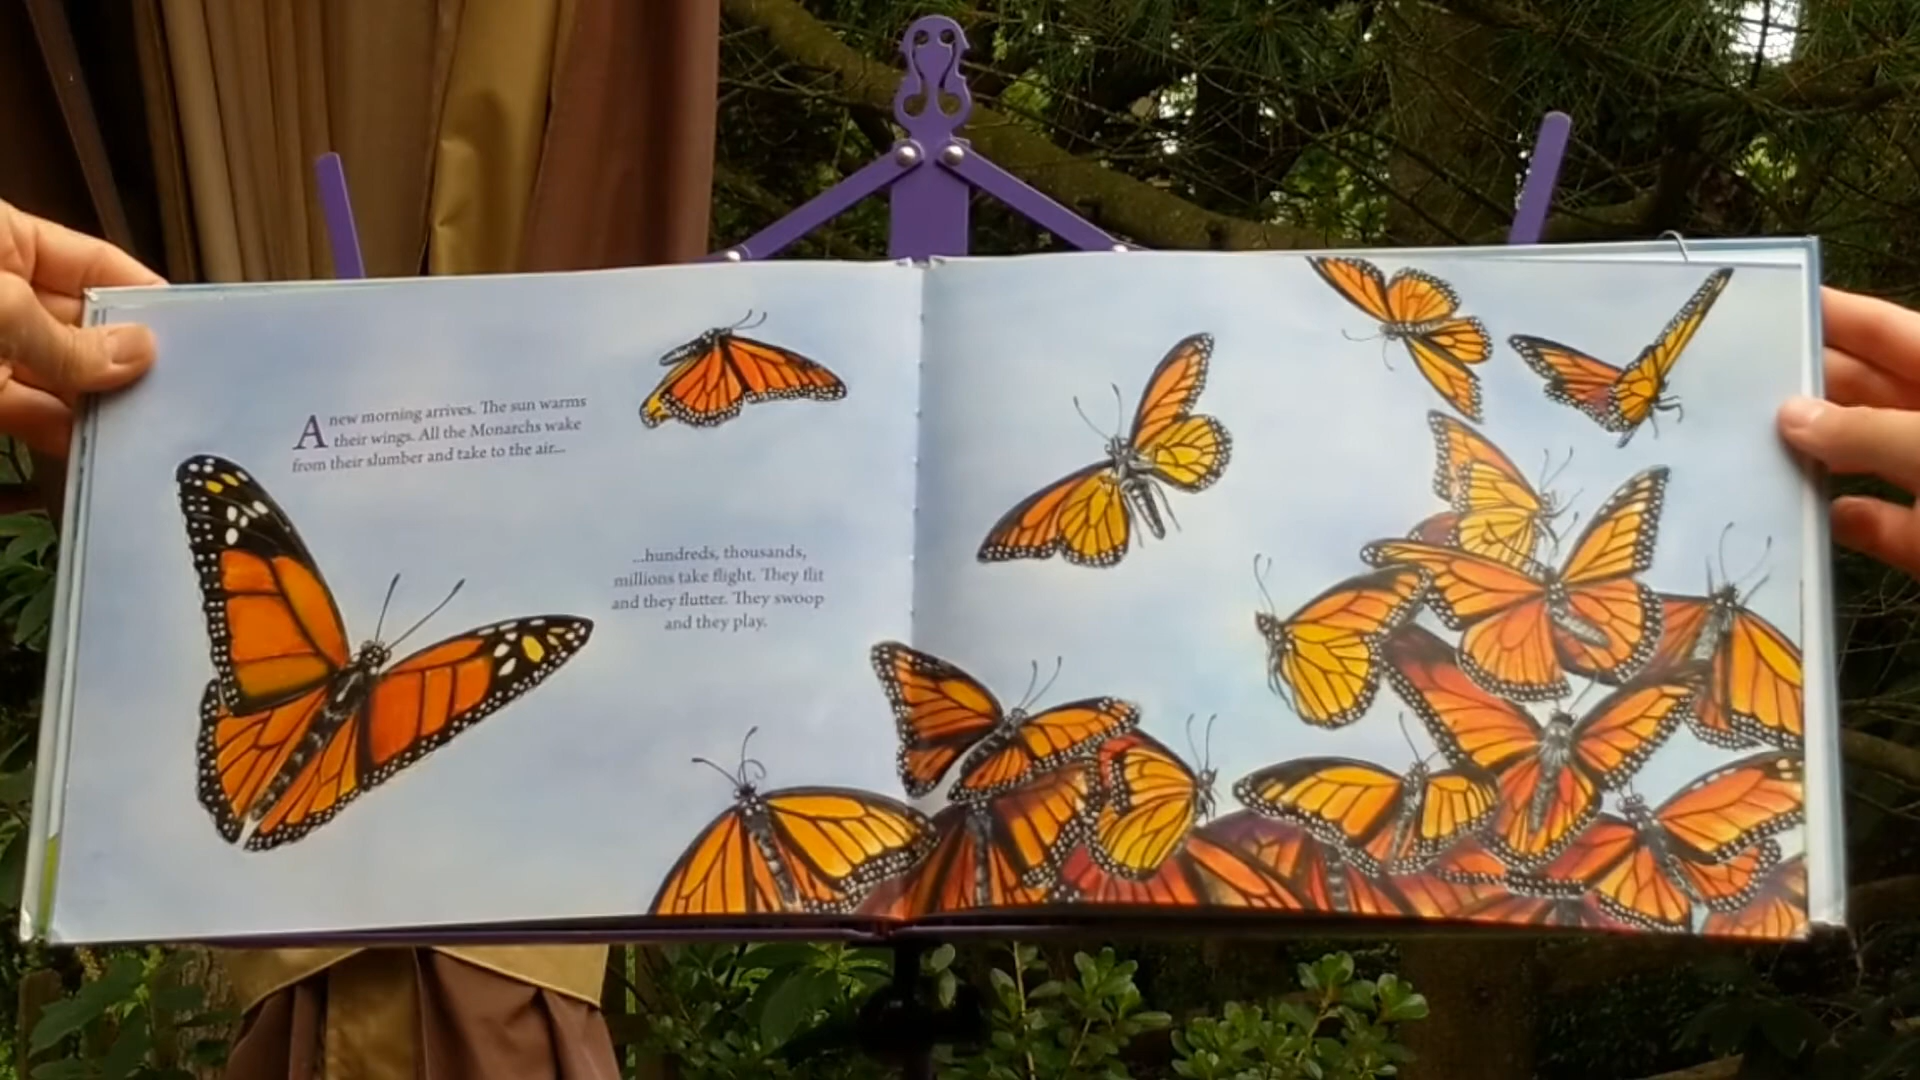 A new morning arrives. The sun warms
their wings. All the Monarchs wake
from their slumber and take to the air...
...hundreds, thousands,
millions take flight. They flit
and they flutter. They swoop
and they play.